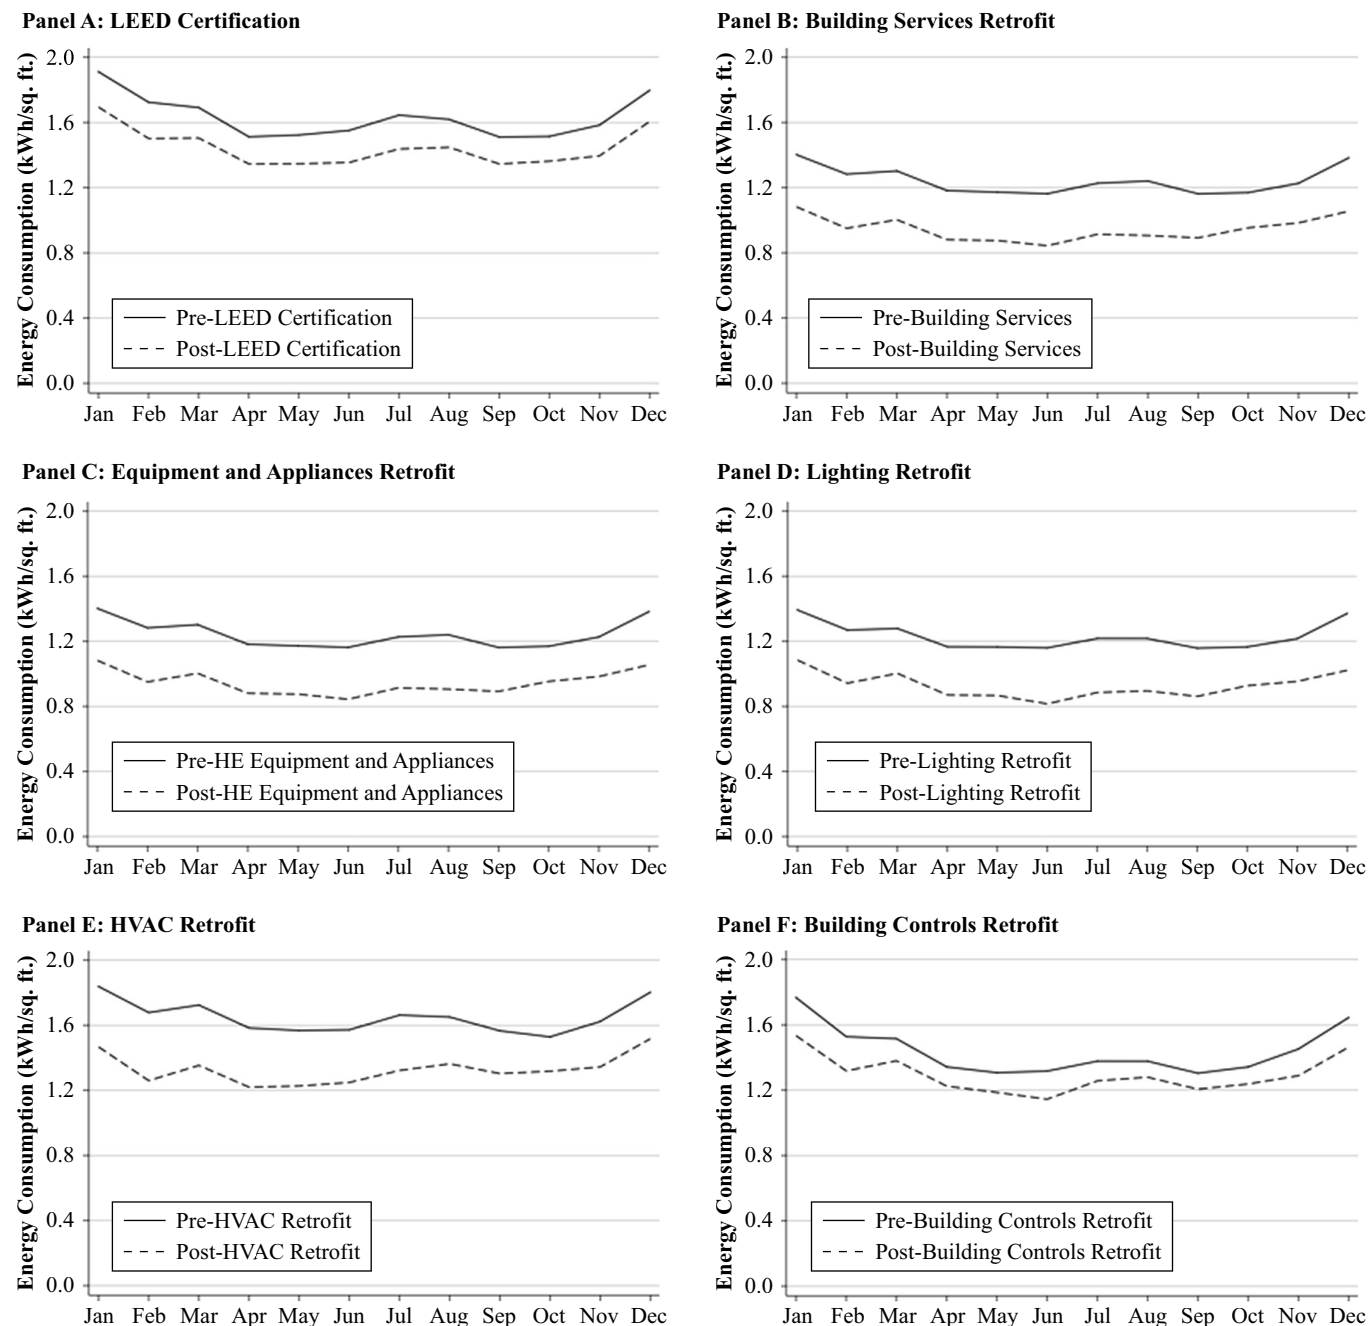 Panel A: LEED Certification
Energy Consumption (kWh/sq. ft.)
2.0
1.6
1.2
0.8
0.4
0.0
Pre-LEED Certification
Post-LEED Certification
Jan Feb Mar Apr May Jun Jul Aug Sep Oct Nov Dec
Panel B: Building Services Retrofit
Energy Consumption (kWh/sq. ft.)
2.0
1.6
1.2
0.8
0.4
0.0
Pre-Building Services
Post-Building Services
Jan Feb Mar Apr May Jun Jul Aug Sep Oct Nov Dec
Panel C: Equipment and Appliances Retrofit
Energy Consumption (kWh/sq. ft.)
2.0
1.6
1.2
0.8
0.4
0.0
Pre-HE Equipment and Appliances
Post-HE Equipment and Appliances
Jan Feb Mar Apr May Jun Jul Aug Sep Oct Nov Dec
Panel D: Lighting Retrofit
Energy Consumption (kWh/sq. ft.)
2.0
1.6
1.2
0.8
0.4
0.0
Pre-Lighting Retrofit
Post-Lighting Retrofit
Jan Feb Mar Apr May Jun Jul Aug Sep Oct Nov Dec
Panel E: HVAC Retrofit
Energy Consumption (kWh/sq. ft.)
2.0
1.6
1.2
0.8
0.4
0.0
Pre-HVAC Retrofit
Post-HVAC Retrofit
Jan Feb Mar Apr May Jun Jul Aug Sep Oct Nov Dec
Panel F: Building Controls Retrofit
Energy Consumption (kWh/sq. ft.)
2.0
1.6
1.2
0.8
0.4
0.0
Pre-Building Controls Retrofit
Post-Building Controls Retrofit
Jan Feb Mar Apr May Jun Jul Aug Sep Oct Nov Dec